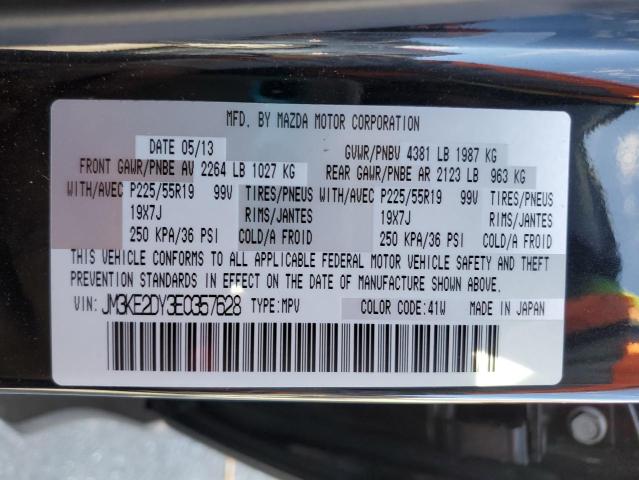 MFD. BY MAZDA MOTOR CORPORATION
DATE 05/13 GVWR/PNBV 4381 LB 1987 KG
FRONT GAWR/PNBE AV 2264 LB 1027 KG REAR GAWR/PNBE AR 2123 LB 963 KG
WITH/AVEC P225/55R19 99V TIRES/PNEUS WITH/AVEC P225/55R19 99V TIRES/PNEUS
19X7J RIMS/JANTES 19X7J RIMS/JANTES
250 KPA/36 PSI COLD/A FROID 250 KPA/36 PSI COLD/A FROID
THIS VEHICLE CONFORMS TO ALL APPLICABLE FEDERAL MOTOR VEHICLE SAFETY AND THEFT
PREVENTION STANDARDS IN EFFECT ON THE DATE OF MANUFACTURE SHOWN ABOVE.
VIN: JM3KE2DY3E0357628 TYPE: MPV COLOR CODE: 41W MADE IN JAPAN